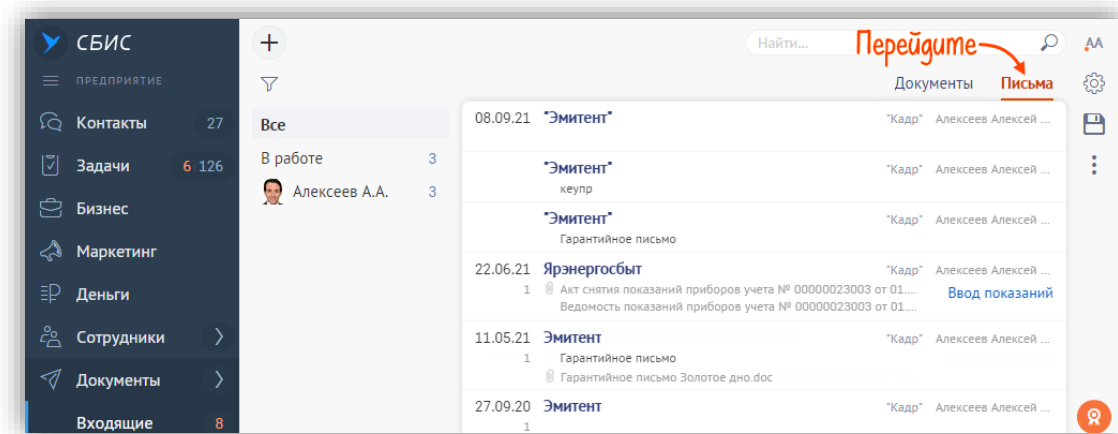 СБИС
ПРЕДПРИЯТИЕ
Контакты 27
Задачи 6 126
Бизнес
Маркетинг
Деньги
Сотрудники
Документы
Входящие 8
Все
В работе 3
Алексеев А.А. 3
Найти...
Перейдите
АА
Документы Письма
08.09.21 "Эмитент" "Кадр" Алексеев Алексей ...
"Эмитент" "Кадр" Алексеев Алексей ...
кеупр
"Эмитент" "Кадр" Алексеев Алексей ...
Гарантийное письмо
22.06.21 Ярэнергосбыт "Кадр" Алексеев Алексей ...
1 Акт снятия показаний приборов учета № 00000023003 от 01.... Ввод показаний
Ведомость показаний приборов учета № 00000023003 от 01....
11.05.21 Эмитент "Кадр" Алексеев Алексей ...
1 Гарантийное письмо
Гарантийное письмо Золотое дно.doc
27.09.20 Эмитент "Кадр" Алексеев Алексей ...
1